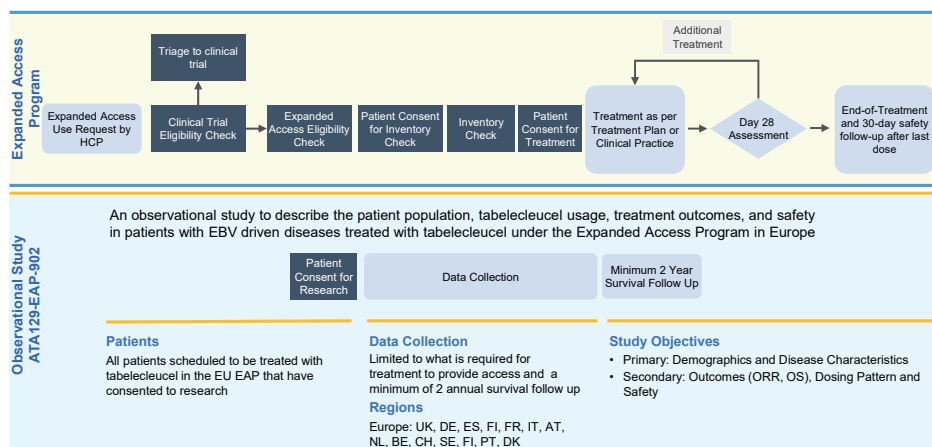 Expanded Access
Program
Triage to clinical
trial
Expanded Access
Use Request by
HCP
Clinical Trial
Eligibility Check
Expanded
Access Eligibility
Check
Patient Consent
for Inventory
Check
Inventory
Check
Patient
Consent for
Treatment
Additional
Treatment
Treatment as per
Treatment Plan or
Clinical Practice
Day 28
Assessment
End-of-Treatment
and 30-day safety
follow-up after last
dose
Observational Study
ATA129-EAP-902
An observational study to describe the patient population, tabelecleucel usage, treatment outcomes, and safety
in patients with EBV driven diseases treated with tabelecleucel under the Expanded Access Program in Europe
Patient
Consent for
Research
Data Collection
Minimum 2 Year
Survival Follow Up
Patients
All patients scheduled to be treated with
tabelecleucel in the EU EAP that have
consented to research
Data Collection
Limited to what is required for
treatment to provide access and a
minimum of 2 annual survival follow up
Regions
Europe: UK, DE, ES, FI, FR, IT, AT,
NL, BE, CH, SE, FI, PT, DK
Study Objectives
• Primary: Demographics and Disease Characteristics
• Secondary: Outcomes (ORR, OS), Dosing Pattern and
Safety